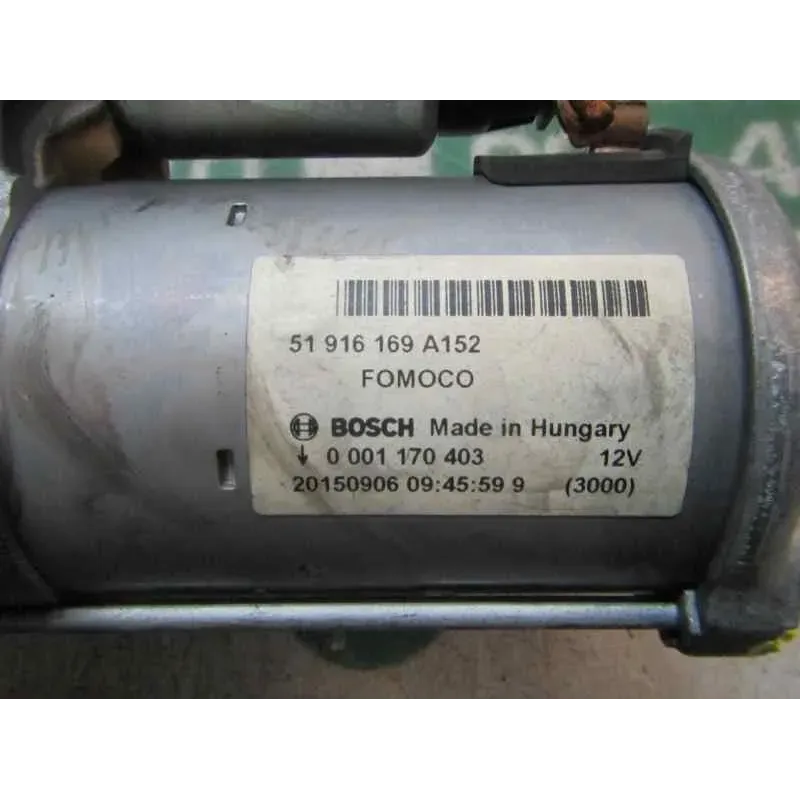 51 916 169 A152
FOMOCO
BOSCH Made in Hungary
↓ 0 001 170 403 12V
20150906 09:45:59 9 (3000)